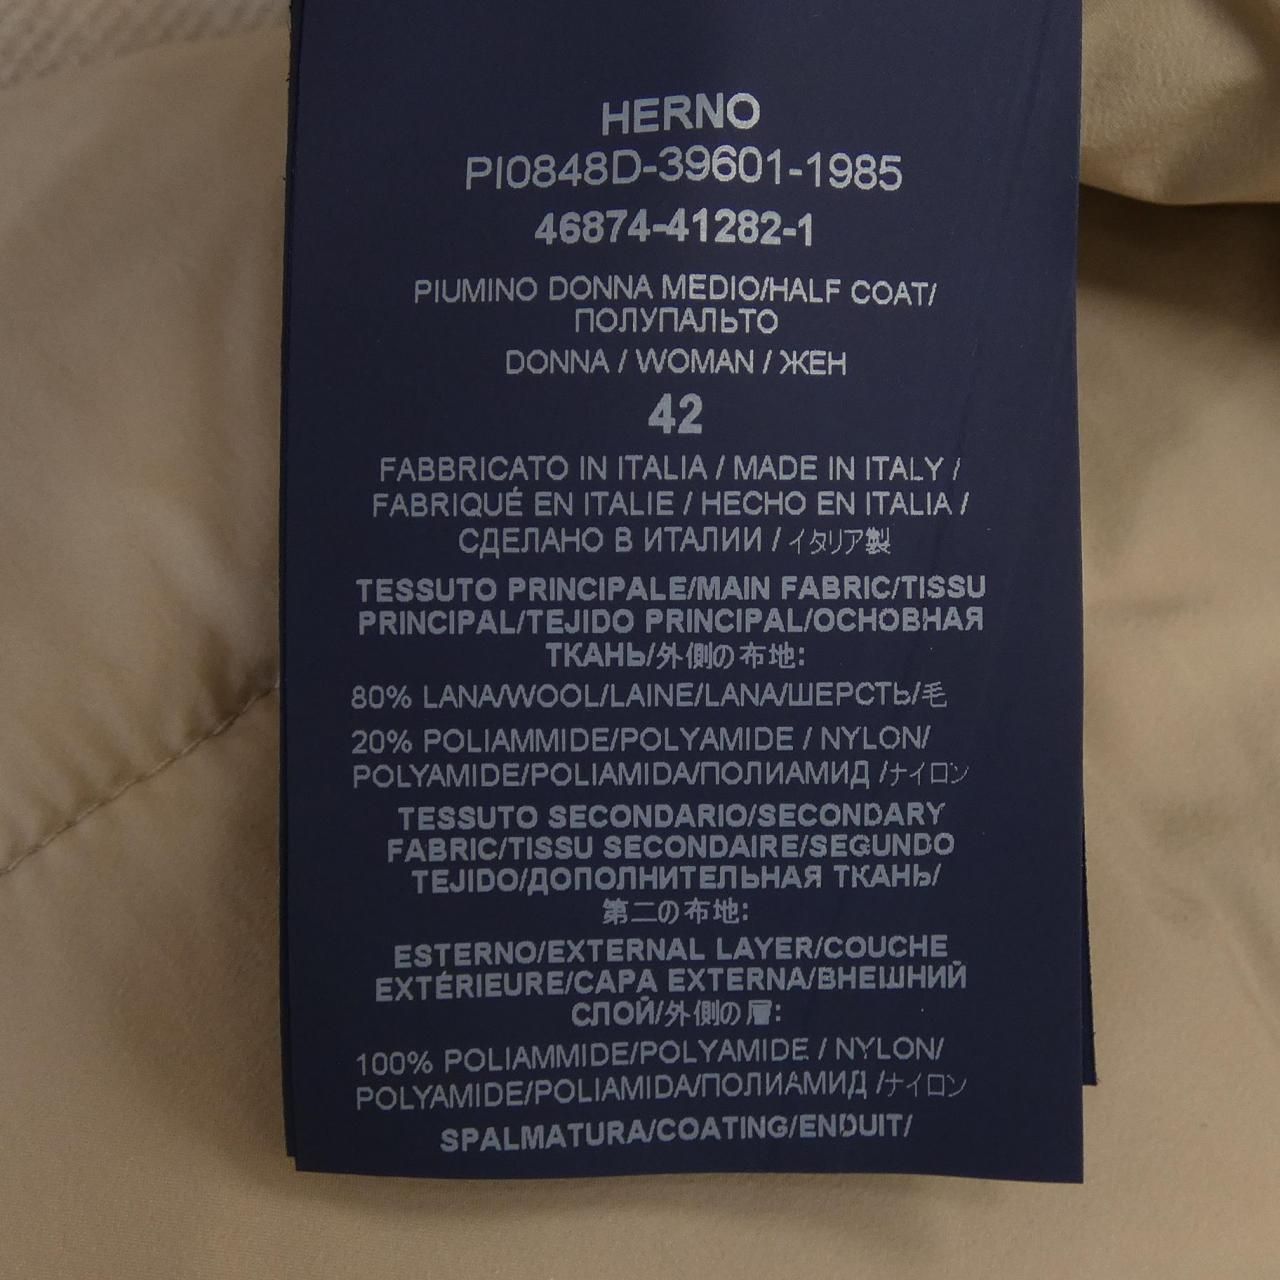 HERNO
PI0848D-39601-1985
46874-41282-1
PIUMINO DONNA MEDIO/HALF COAT/
ПОЛУПАЛЬТО
DONNA / WOMAN / ЖЕН
42
FABBRICATO IN ITALIA / MADE IN ITALY /
FABRIQUÉ EN ITALIE / HECHO EN ITALIA /
СДЕЛАНО В ИТАЛИИ / イタリア製
TESSUTO PRINCIPALE/MAIN FABRIC/TISSU
PRINCIPAL/TEJIDO PRINCIPAL/ОСНОВНАЯ
ТКАНЬ/外側の布地:
80% LANA/WOOL/LAINE/LANA/ШЕРСТЬ/毛
20% POLIAMMIDE/POLYAMIDE / NYLON/
POLYAMIDE/POLIAMIDA/ПОЛИАМИД /ナイロン
TESSUTO SECONDARIO/SECONDARY
FABRIC/TISSU SECONDAIRE/SEGUNDO
TEJIDO/ДОПОЛНИТЕЛЬНАЯ ТКАНЬ/
第二の布地:
ESTERNO/EXTERNAL LAYER/COUCHE
EXTÉRIEURE/CAPA EXTERNA/ВНЕШНИЙ
СЛОЙ/外側の層:
100% POLIAMMIDE/POLYAMIDE / NYLON/
POLYAMIDE/POLIAMIDA/ПОЛИАМИД /ナイロン
SPALMATURA/COATING/ENDUIT/